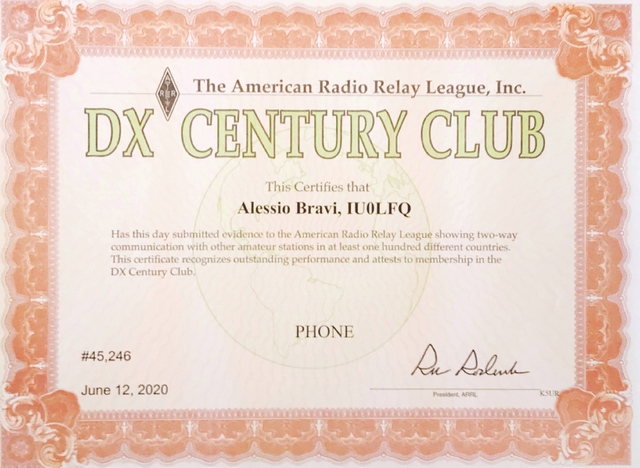 The American Radio Relay League, Inc.
DX CENTURY CLUB
This Certifies that
Alessio Bravi, IU0LFQ
Has this day submitted evidence to the American Radio Relay League showing two-way
communication with other amateur stations in at least one hundred different countries.
This certificate recognizes outstanding performance and attests to membership in the
DX Century Club.
PHONE
#45,246
June 12, 2020
President, ARRL
K5UR